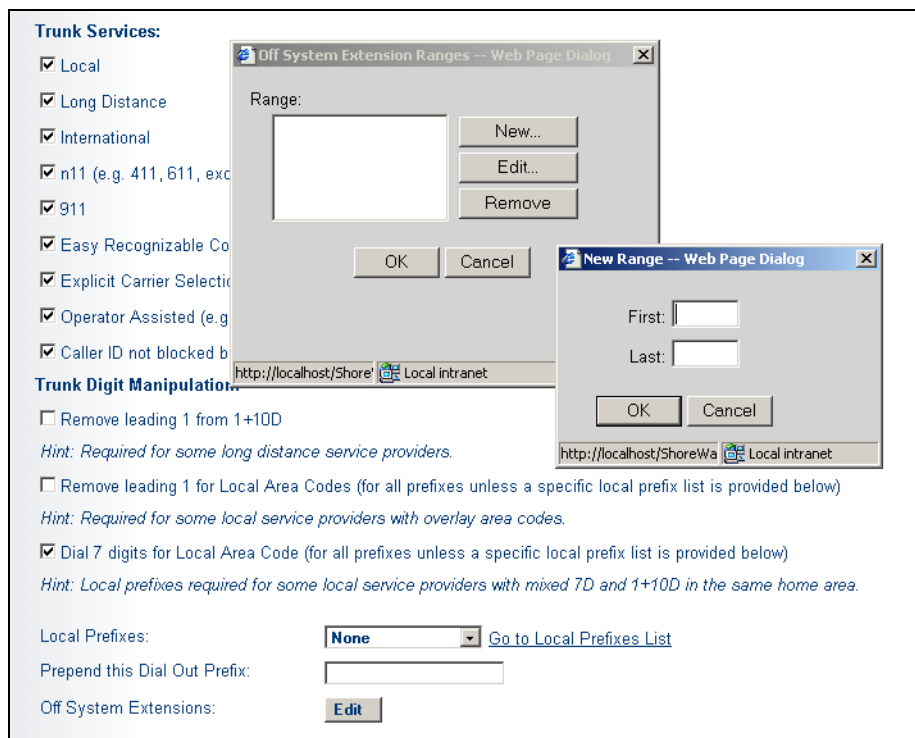 Trunk Services:
Local
Long Distance
International
n11 (e.g. 411, 611, exc
911
Easy Recognizable Co
Explicit Carrier Selectic
Operator Assisted (e.g
Caller ID not blocked b
Off System Extension Ranges -- Web Page Dialog
Range:
New...
Edit...
Remove
OK Cancel
http://localhost/Shore' Local intranet
New Range -- Web Page Dialog
First:
Last:
OK Cancel
http://localhost/ShoreWa Local intranet
Trunk Digit Manipulation:
Remove leading 1 from 1+10D
Hint: Required for some long distance service providers.
Remove leading 1 for Local Area Codes (for all prefixes unless a specific local prefix list is provided below)
Hint: Required for some local service providers with overlay area codes.
Dial 7 digits for Local Area Code (for all prefixes unless a specific local prefix list is provided below)
Hint: Local prefixes required for some local service providers with mixed 7D and 1+10D in the same home area.
Local Prefixes: None Go to Local Prefixes List
Prepend this Dial Out Prefix:
Off System Extensions: Edit